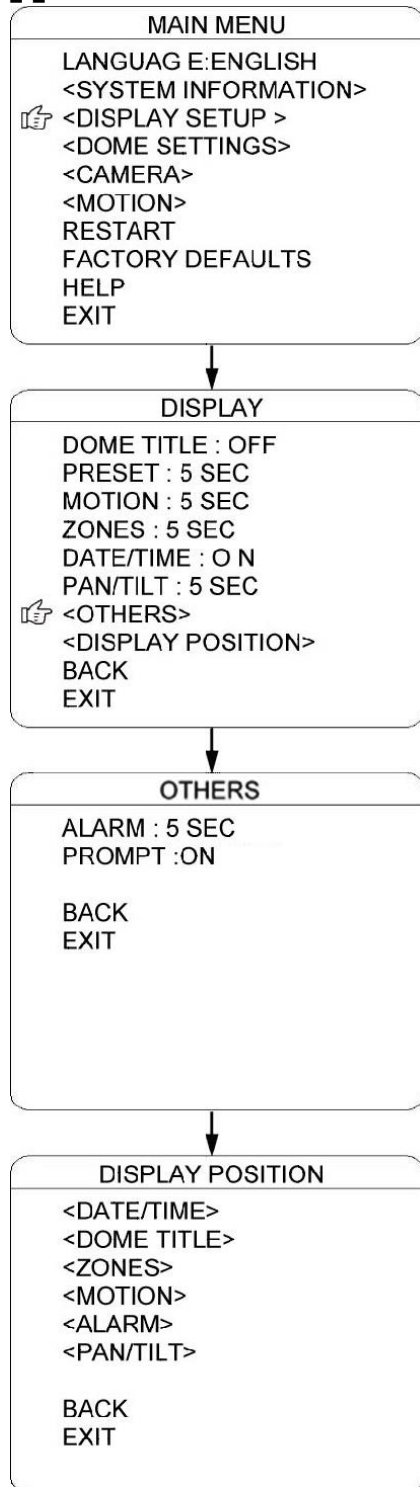 MAIN MENU
LANGUAG E:ENGLISH
<SYSTEM INFORMATION>
<DISPLAY SETUP >
<DOME SETTINGS>
<CAMERA>
<MOTION>
RESTART
FACTORY DEFAULTS
HELP
EXIT
DISPLAY
DOME TITLE : OFF
PRESET : 5 SEC
MOTION : 5 SEC
ZONES : 5 SEC
DATE/TIME : O N
PAN/TILT : 5 SEC
<OTHERS>
<DISPLAY POSITION>
BACK
EXIT
OTHERS
ALARM : 5 SEC
PROMPT :ON
BACK
EXIT
DISPLAY POSITION
<DATE/TIME>
<DOME TITLE>
<ZONES>
<MOTION>
<ALARM>
<PAN/TILT>
BACK
EXIT